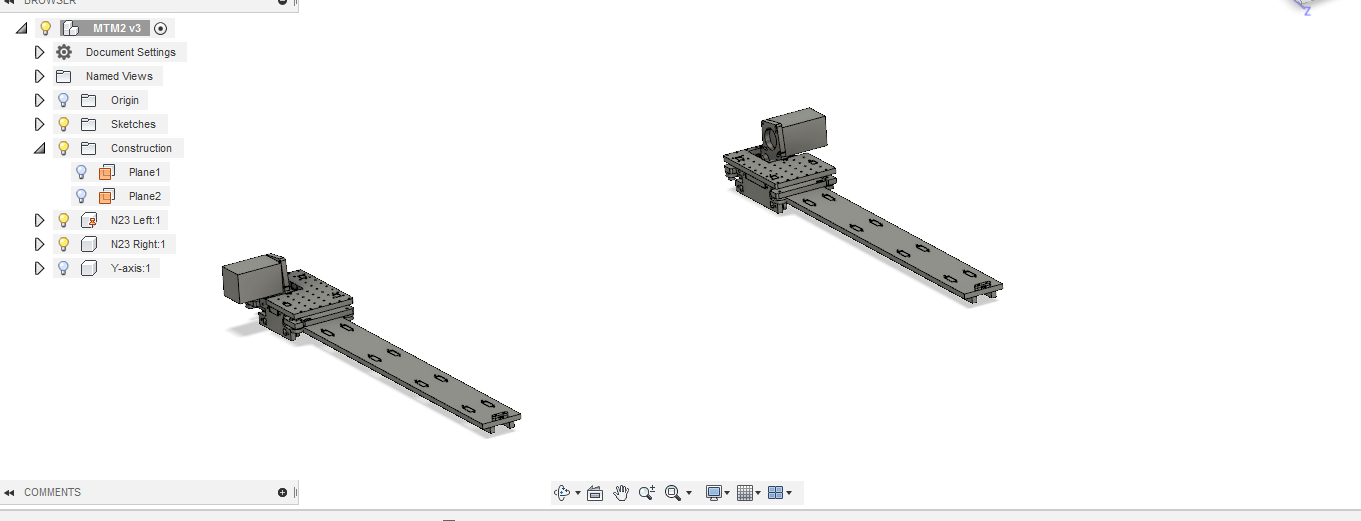 BROWSER
MTM2 v3
Document Settings
Named Views
Origin
Sketches
Construction
Plane1
Plane2
N23 Left:1
N23 Right:1
Y-axis:1
COMMENTS
Z